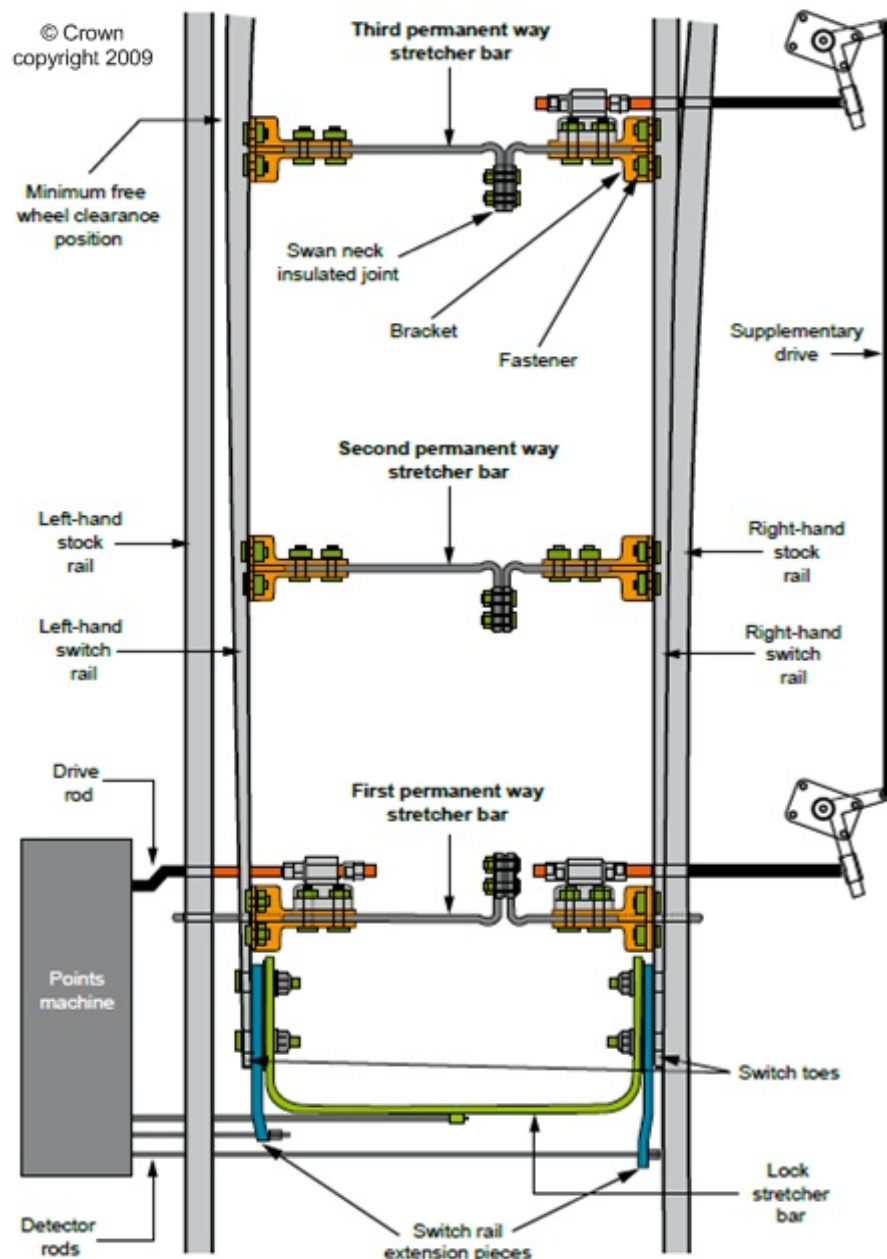 © Crown
copyright 2009
Third permanent way
stretcher bar
Minimum free
wheel clearance
position
Swan neck
insulated joint
Bracket
Fastener
Supplementary
drive
Second permanent way
stretcher bar
Left-hand
stock
rail
Right-hand
stock
rail
Left-hand
switch
rail
Right-hand
switch
rail
Drive
rod
First permanent way
stretcher bar
Points
machine
Switch toes
Detector
rods
Switch rail
extension pieces
Lock
stretcher
bar